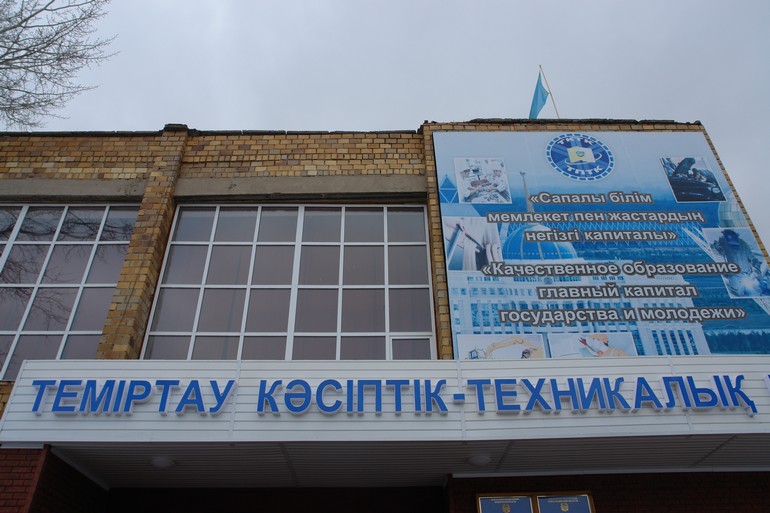 «Сапалы білім
мемлекет пен жастардың
негізгі капиталы»
«Качественное образование
главный капитал
государства и молодежи»
ТЕМІРТАУ КӘСІПТІК-ТЕХНИКАЛЫҚ